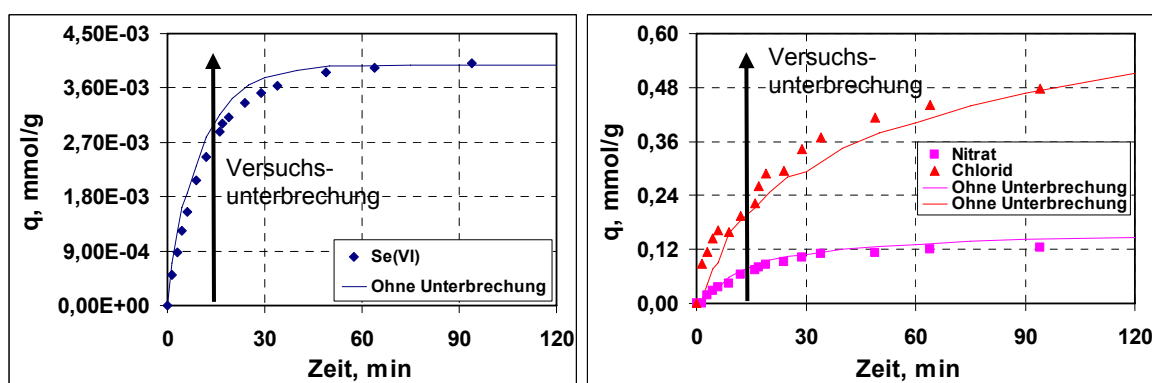 4,50E-03
3,60E-03
2,70E-03
1,80E-03
9,00E-04
0,00E+00
q, mmol/g
Versuchs-
unterbrechung
Se(VI)
Ohne Unterbrechung
0 30 60 90 120
Zeit, min
0,60
0,48
0,36
0,24
0,12
0,00
q, mmol/g
Versuchs-
unterbrechung
Nitrat
Chlorid
Ohne Unterbrechung
Ohne Unterbrechung
0 30 60 90 120
Zeit, min